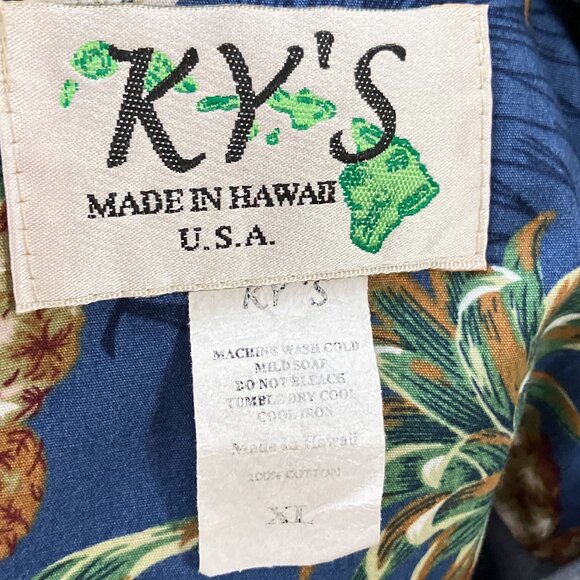 KY'S
MADE IN HAWAII
U.S.A.
KY'S
MACHINE WASH COLD
MILD SOAP
DO NOT BLEACH
TUMBLE DRY COOL
COOL IRON
Made in Hawaii
100% COTTON
XL